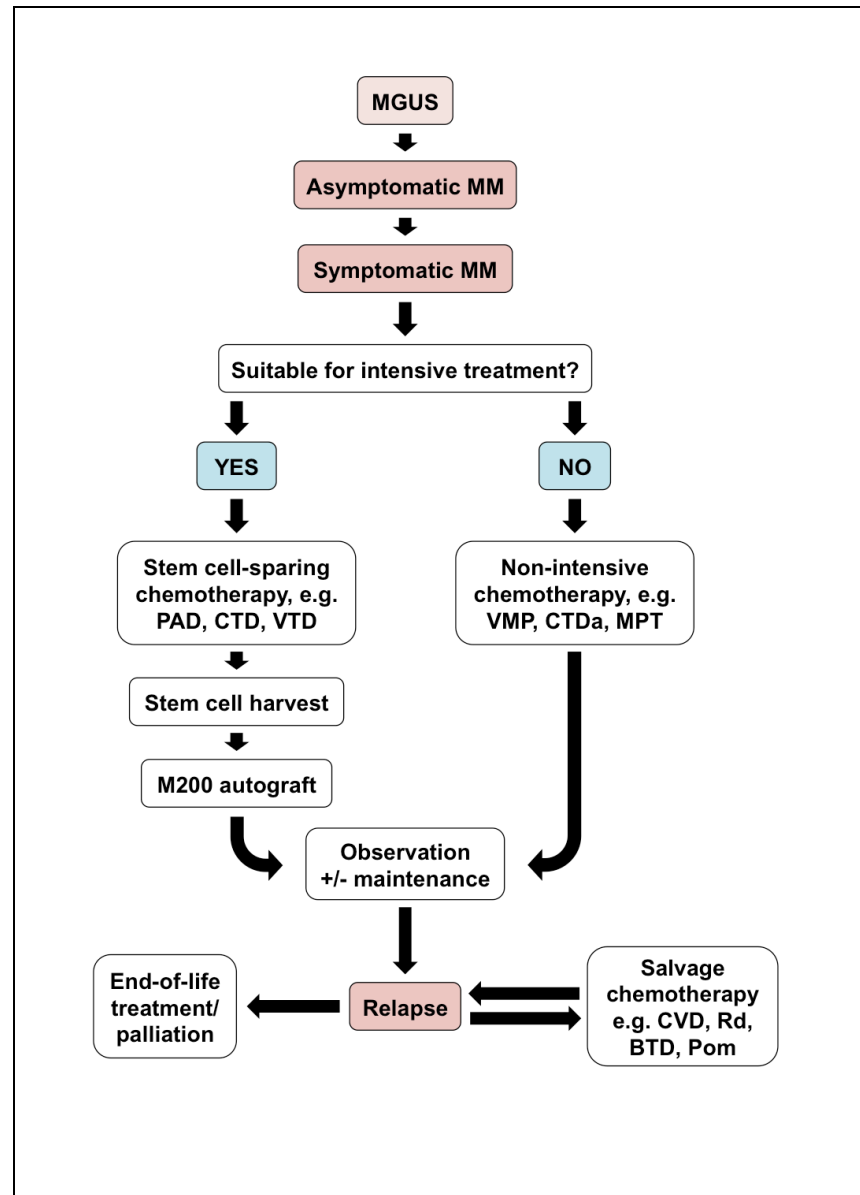 MGUS
Asymptomatic MM
Symptomatic MM
Suitable for intensive treatment?
YES
NO
Stem cell-sparing
chemotherapy, e.g.
PAD, CTD, VTD
Non-intensive
chemotherapy, e.g.
VMP, CTDa, MPT
Stem cell harvest
M200 autograft
Observation
+/- maintenance
End-of-life
treatment/
palliation
Relapse
Salvage
chemotherapy
e.g. CVD, Rd,
BTD, Pom